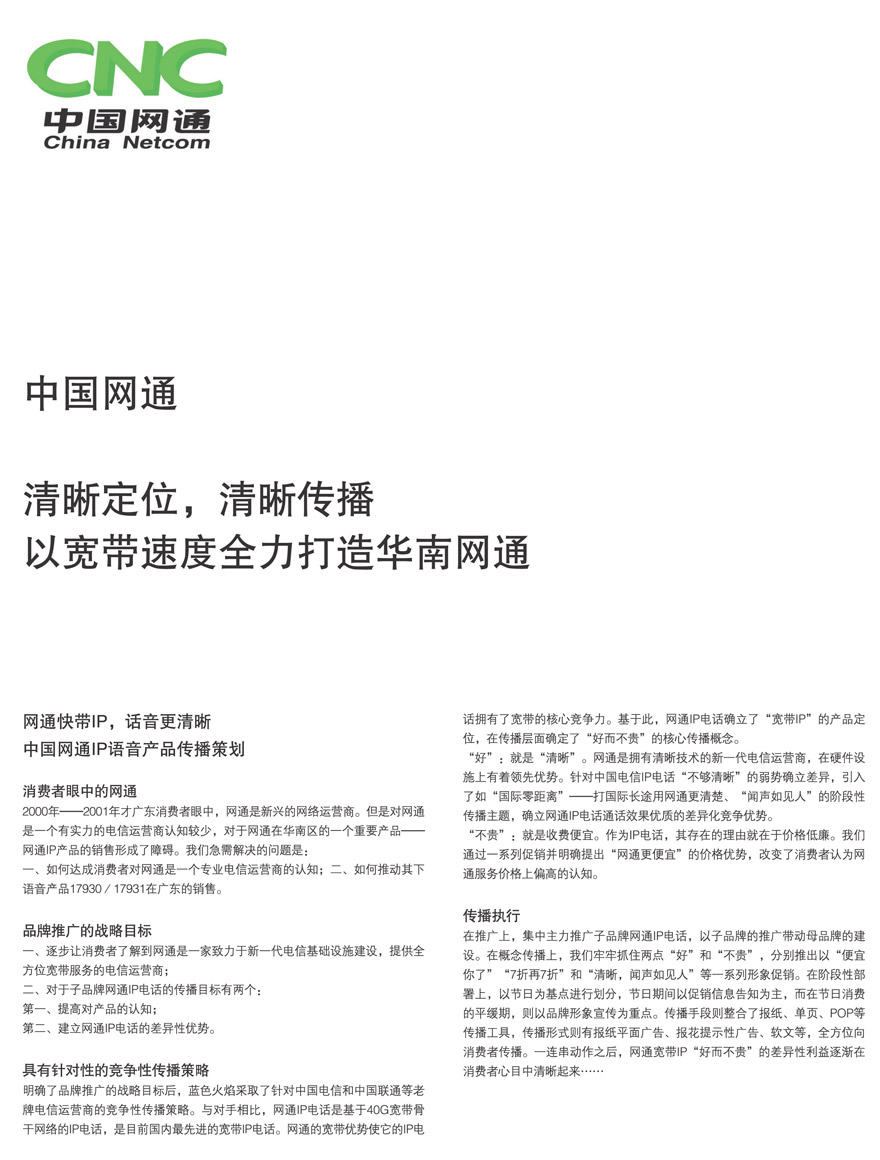 CNC
中国网通
China Netcom
中国网通
清晰定位，清晰传播
以宽带速度全力打造华南网通
网通快带IP，话音更清晰
中国网通IP语音产品传播策划
消费者眼中的网通
2000年——2001年才广东消费者眼中，网通是新兴的网络运营商。但是对网通
是一个有实力的电信运营商认知较少，对于网通在华南区的一个重要产品——
网通IP产品的销售形成了障碍。我们急需解决的问题是：
一、如何达成消费者对网通是一个专业电信运营商的认知；二、如何推动其下
语音产品17930／17931在广东的销售。
品牌推广的战略目标
一、逐步让消费者了解到网通是一家致力于新一代电信基础设施建设，提供全
方位宽带服务的电信运营商；
二、对于子品牌网通IP电话的传播目标有两个：
第一、提高对产品的认知；
第二、建立网通IP电话的差异性优势。
具有针对性的竞争性传播策略
明确了品牌推广的战略目标后，蓝色火焰采取了针对中国电信和中国联通等老
牌电信运营商的竞争性传播策略。与对手相比，网通IP电话是基于40G宽带骨
干网络的IP电话，是目前国内最先进的宽带IP电话。网通的宽带优势使它的IP电
话拥有了宽带的核心竞争力。基于此，网通IP电话确立了“宽带IP”的产品定
位，在传播层面确定了“好而不贵”的核心传播概念。
“好”：就是“清晰”。网通是拥有清晰技术的新一代电信运营商，在硬件设
施上有着领先优势。针对中国电信IP电话“不够清晰”的弱势确立差异，引入
了如“国际零距离”——打国际长途用网通更清楚、“闻声如见人”的阶段性
传播主题，确立网通IP电话通话效果优质的差异化竞争优势。
“不贵”：就是收费便宜。作为IP电话，其存在的理由就在于价格低廉。我们
通过一系列促销并明确提出“网通更便宜”的价格优势，改变了消费者认为网
通服务价格上偏高的认知。
传播执行
在推广上，集中主力推广子品牌网通IP电话，以子品牌的推广带动母品牌的建
设。在概念传播上，我们牢牢抓住两点“好”和“不贵”，分别推出以“便宜
你了”“7折再7折”和“清晰，闻声如见人”等一系列形象促销。在阶段性部
署上，以节日为基点进行划分，节日期间以促销信息告知为主，而在节日消费
的平缓期，则以品牌形象宣传为重点。传播手段则整合了报纸、单页、POP等
传播工具，传播形式则有报纸平面广告、报花提示性广告、软文等，全方位向
消费者传播。一连串动作之后，网通宽带IP“好而不贵”的差异性利益逐渐在
消费者心目中清晰起来……